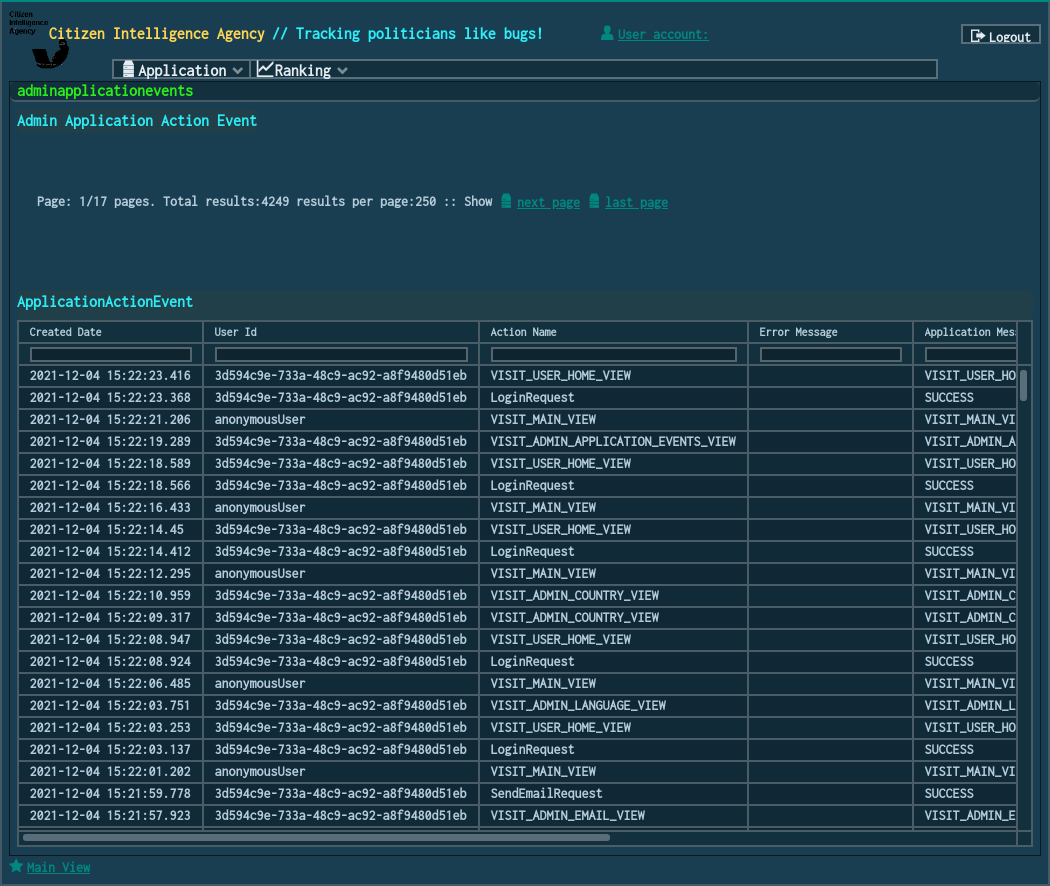 Citizen
Intelligence
Agency
Citizen Intelligence Agency // Tracking politicians like bugs!
User account:
Logout
Application Ranking
adminapplicationevents
Admin Application Action Event
Page: 1/17 pages. Total results:4249 results per page:250 :: Show next page last page
ApplicationActionEvent
Created Date User Id Action Name Error Message Application Mes
2021-12-04 15:22:23.416 3d594c9e-733a-48c9-ac92-a8f9480d51eb VISIT_USER_HOME_VIEW VISIT_USER_HO
2021-12-04 15:22:23.368 3d594c9e-733a-48c9-ac92-a8f9480d51eb LoginRequest SUCCESS
2021-12-04 15:22:21.206 anonymousUser VISIT_MAIN_VIEW VISIT_MAIN_VI
2021-12-04 15:22:19.289 3d594c9e-733a-48c9-ac92-a8f9480d51eb VISIT_ADMIN_APPLICATION_EVENTS_VIEW VISIT_ADMIN_A
2021-12-04 15:22:18.589 3d594c9e-733a-48c9-ac92-a8f9480d51eb VISIT_USER_HOME_VIEW VISIT_USER_HO
2021-12-04 15:22:18.566 3d594c9e-733a-48c9-ac92-a8f9480d51eb LoginRequest SUCCESS
2021-12-04 15:22:16.433 anonymousUser VISIT_MAIN_VIEW VISIT_MAIN_VI
2021-12-04 15:22:14.45 3d594c9e-733a-48c9-ac92-a8f9480d51eb VISIT_USER_HOME_VIEW VISIT_USER_HO
2021-12-04 15:22:14.412 3d594c9e-733a-48c9-ac92-a8f9480d51eb LoginRequest SUCCESS
2021-12-04 15:22:12.295 anonymousUser VISIT_MAIN_VIEW VISIT_MAIN_VI
2021-12-04 15:22:10.959 3d594c9e-733a-48c9-ac92-a8f9480d51eb VISIT_ADMIN_COUNTRY_VIEW VISIT_ADMIN_C
2021-12-04 15:22:09.317 3d594c9e-733a-48c9-ac92-a8f9480d51eb VISIT_ADMIN_COUNTRY_VIEW VISIT_ADMIN_C
2021-12-04 15:22:08.947 3d594c9e-733a-48c9-ac92-a8f9480d51eb VISIT_USER_HOME_VIEW VISIT_USER_HO
2021-12-04 15:22:08.924 3d594c9e-733a-48c9-ac92-a8f9480d51eb LoginRequest SUCCESS
2021-12-04 15:22:06.485 anonymousUser VISIT_MAIN_VIEW VISIT_MAIN_VI
2021-12-04 15:22:03.751 3d594c9e-733a-48c9-ac92-a8f9480d51eb VISIT_ADMIN_LANGUAGE_VIEW VISIT_ADMIN_L
2021-12-04 15:22:03.253 3d594c9e-733a-48c9-ac92-a8f9480d51eb VISIT_USER_HOME_VIEW VISIT_USER_HO
2021-12-04 15:22:03.137 3d594c9e-733a-48c9-ac92-a8f9480d51eb LoginRequest SUCCESS
2021-12-04 15:22:01.202 anonymousUser VISIT_MAIN_VIEW VISIT_MAIN_VI
2021-12-04 15:21:59.778 3d594c9e-733a-48c9-ac92-a8f9480d51eb SendEmailRequest SUCCESS
2021-12-04 15:21:57.923 3d594c9e-733a-48c9-ac92-a8f9480d51eb VISIT_ADMIN_EMAIL_VIEW VISIT_ADMIN_E
Main View